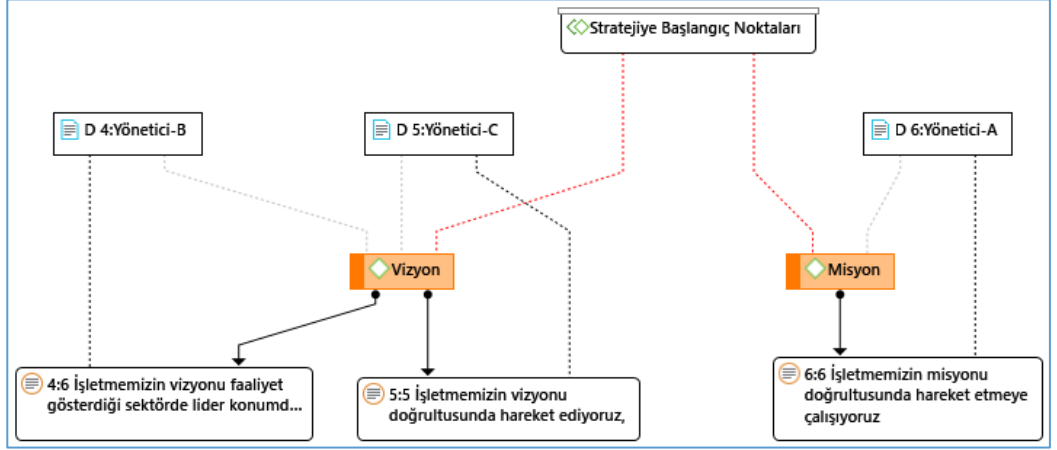 Stratejiye Başlangıç Noktaları
D 4:Yönetici-B
D 5:Yönetici-C
D 6:Yönetici-A
Vizyon
Misyon
4:6 İşletmemizin vizyonu faaliyet
gösterdiği sektörde lider konumd...
5:5 İşletmemizin vizyonu
doğrultusunda hareket ediyoruz,
6:6 İşletmemizin misyonu
doğrultusunda hareket etmeye
çalışıyoruz